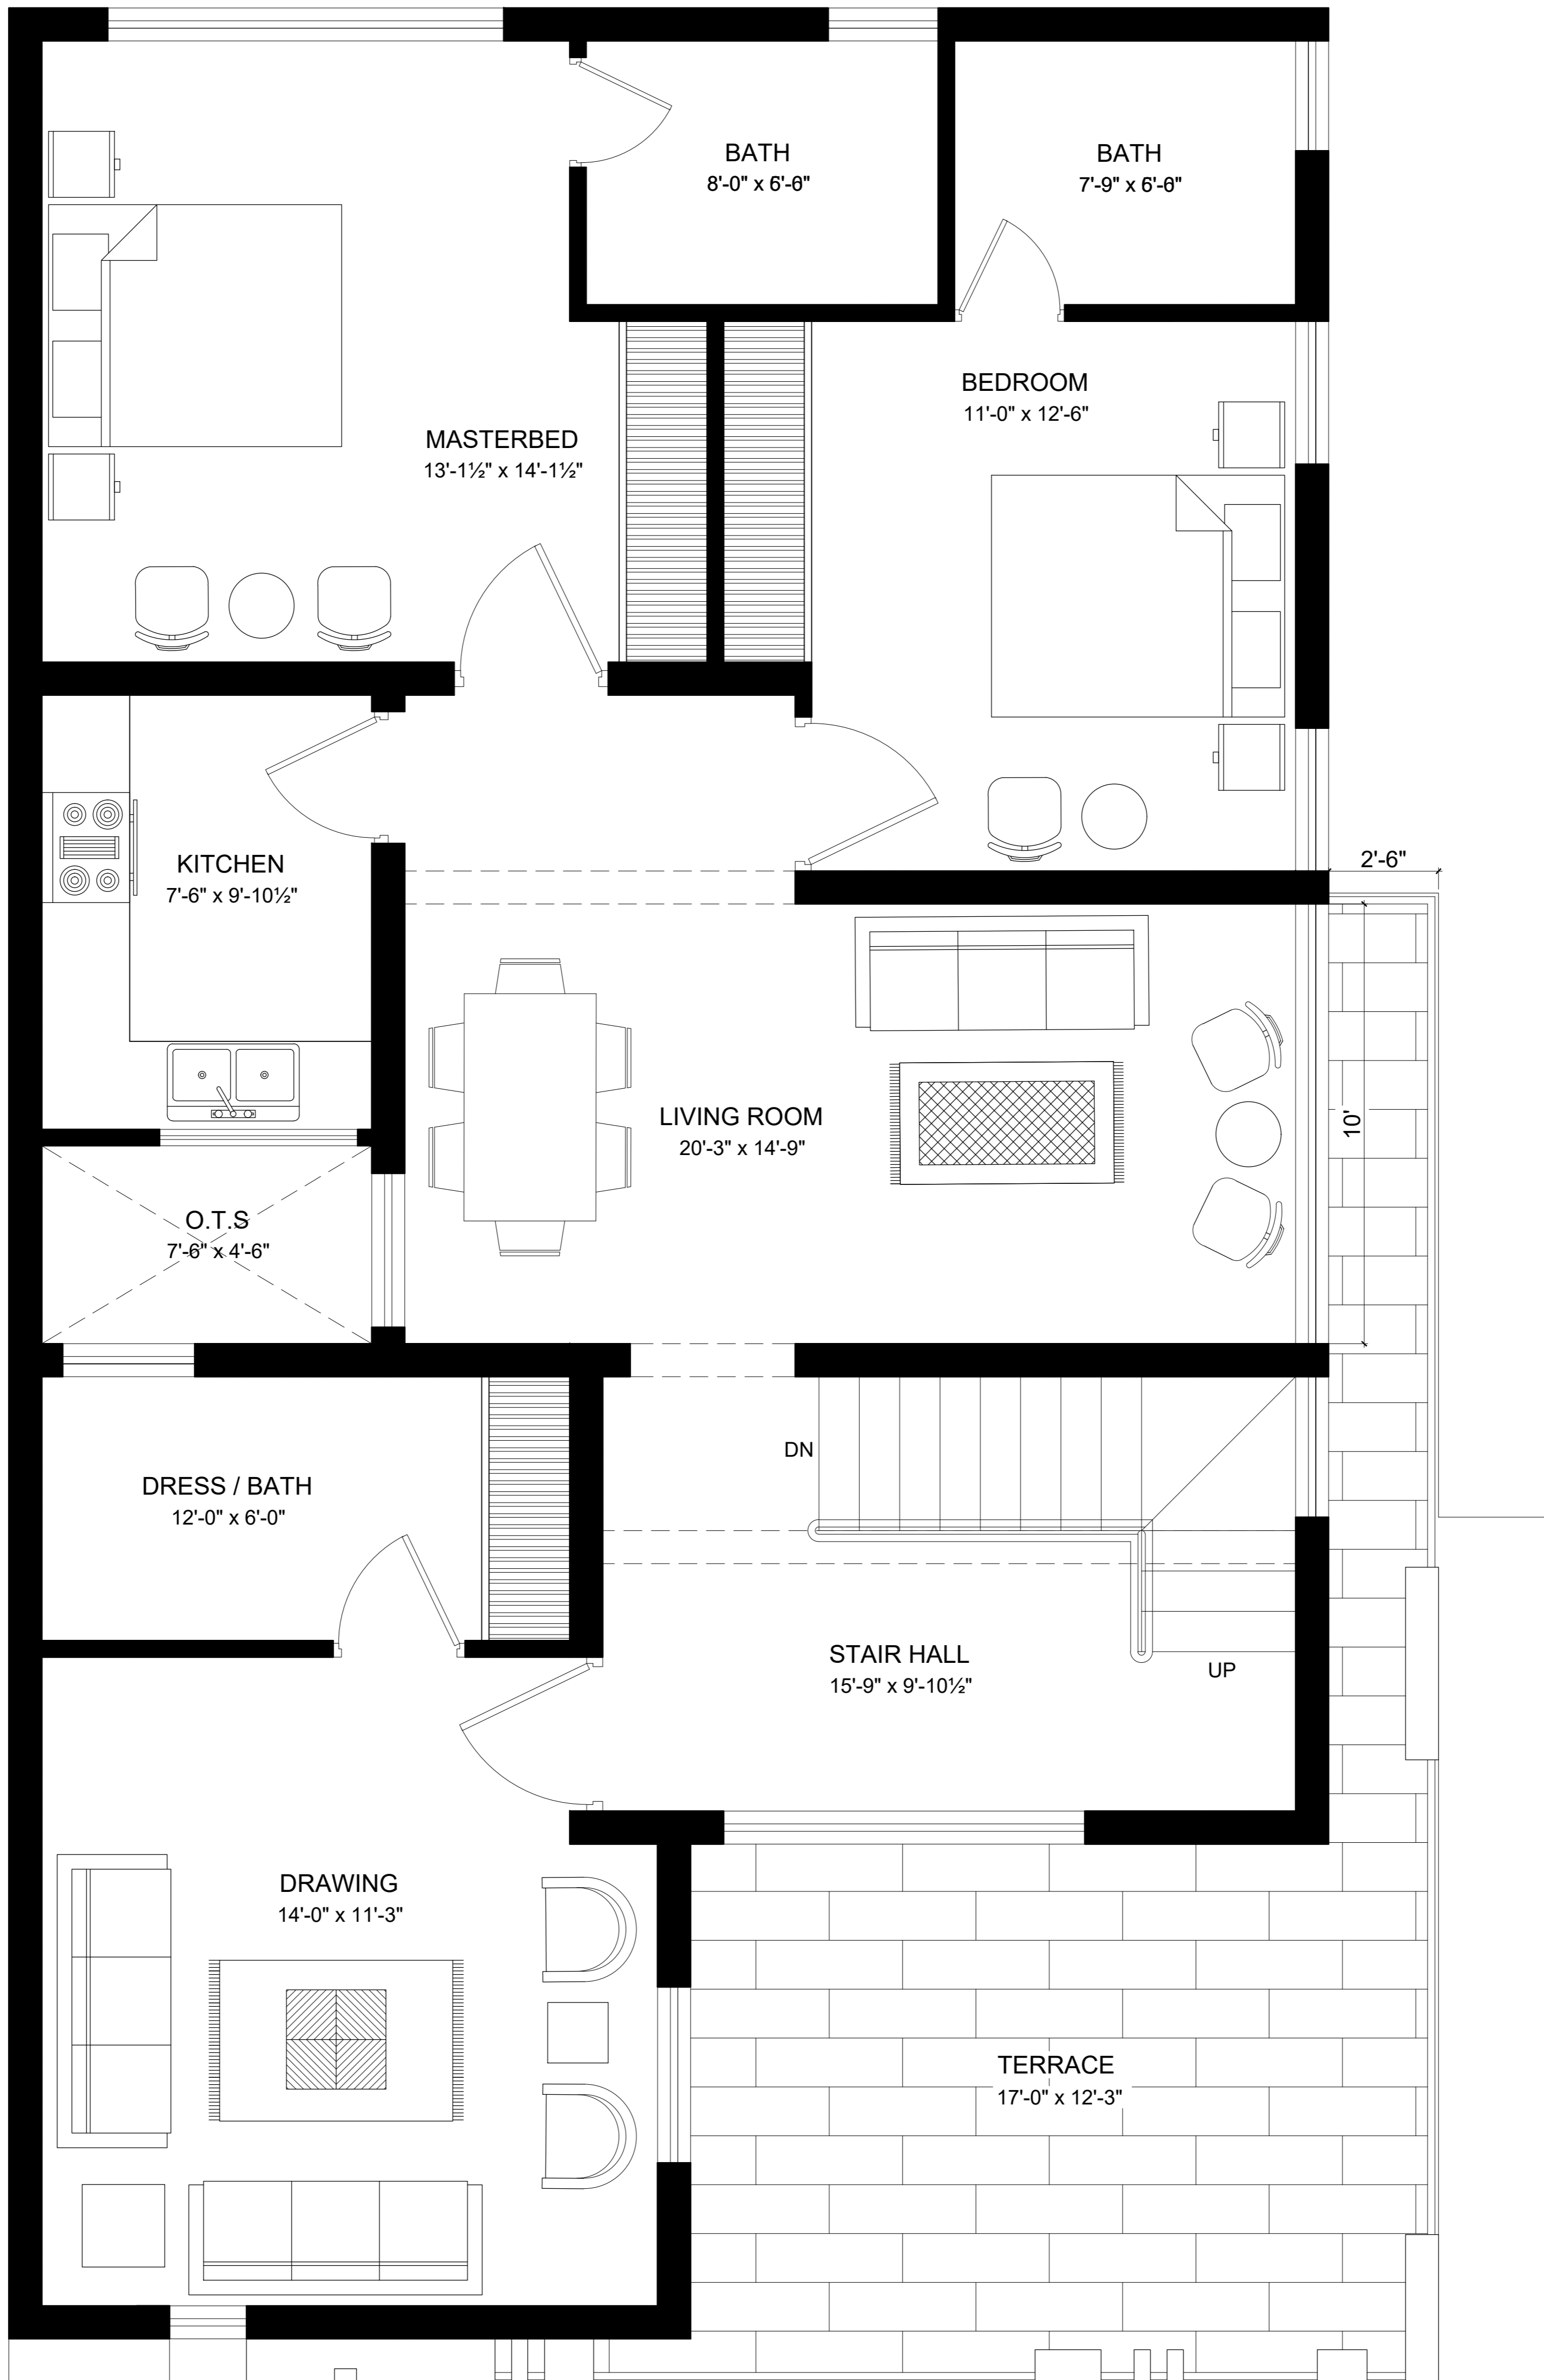 BATH
8'-0" x 6'-6"
BATH
7'-9" x 6'-6"
BEDROOM
11'-0" x 12'-6"
MASTERBED
13'-1½" x 14'-1½"
KITCHEN
7'-6" x 9'-10½"
2'-6"
LIVING ROOM
20'-3" x 14'-9"
10'
O.T.S
7'-6" x 4'-6"
DN
DRESS / BATH
12'-0" x 6'-0"
STAIR HALL
15'-9" x 9'-10½"
UP
DRAWING
14'-0" x 11'-3"
TERRACE
17'-0" x 12'-3"